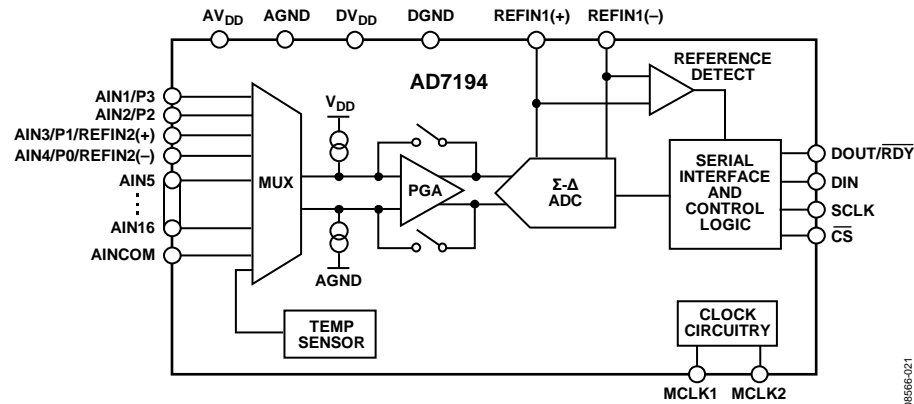 AVDD AGND DVDD DGND REFIN1(+) REFIN1(–)
AD7194
REFERENCE
DETECT
AIN1/P3
AIN2/P2
AIN3/P1/REFIN2(+)
AIN4/P0/REFIN2(–)
AIN5
AIN16
AINCOM
MUX
VDD
AGND
PGA
Σ-Δ
ADC
SERIAL
INTERFACE
AND
CONTROL
LOGIC
DOUT/RDY
DIN
SCLK
CS
TEMP
SENSOR
CLOCK
CIRCUITRY
MCLK1 MCLK2
08566-021